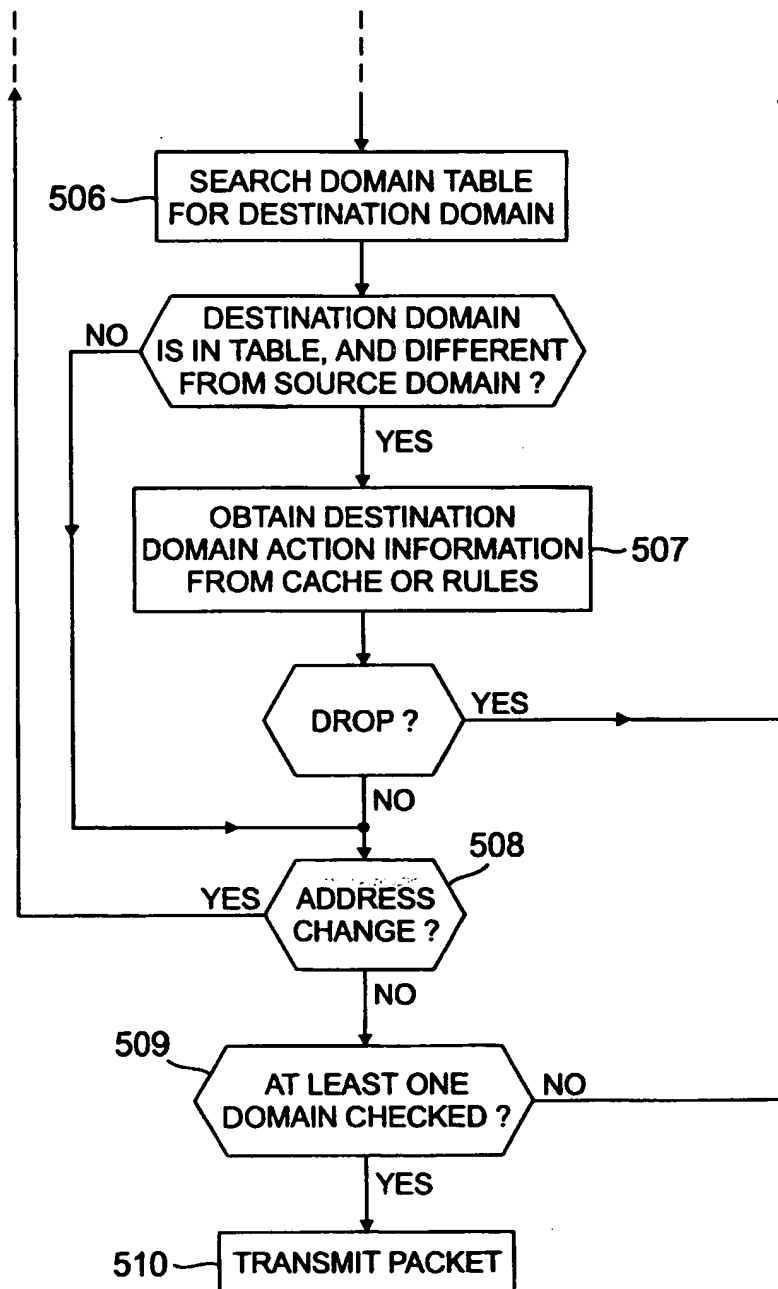 506
SEARCH DOMAIN TABLE
FOR DESTINATION DOMAIN
NO
DESTINATION DOMAIN
IS IN TABLE, AND DIFFERENT
FROM SOURCE DOMAIN ?
YES
OBTAIN DESTINATION
DOMAIN ACTION INFORMATION
FROM CACHE OR RULES
507
DROP ?
YES
NO
508
YES
ADDRESS
CHANGE ?
NO
509
AT LEAST ONE
DOMAIN CHECKED ?
NO
YES
510
TRANSMIT PACKET